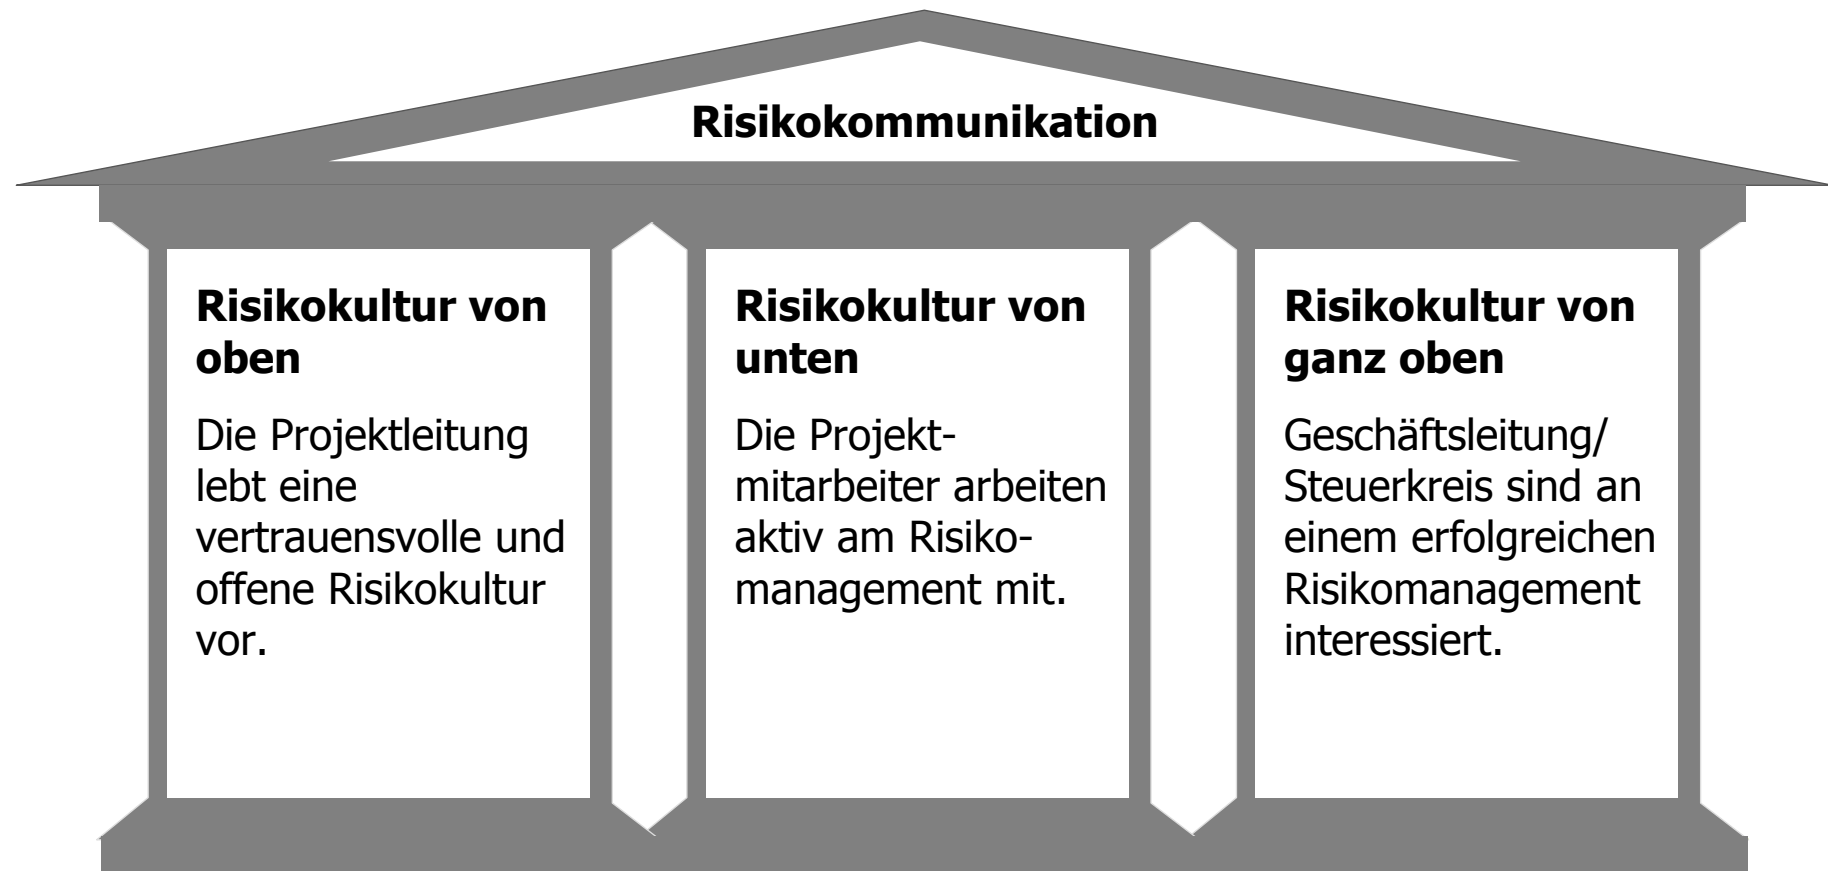 Risikokommunikation
Risikokultur von
oben
Die Projektleitung
lebt eine
vertrauensvolle und
offene Risikokultur
vor.
Risikokultur von
unten
Die Projekt-
mitarbeiter arbeiten
aktiv am Risiko-
management mit.
Risikokultur von
ganz oben
Geschäftsleitung/
Steuerkreis sind an
einem erfolgreichen
Risikomanagement
interessiert.